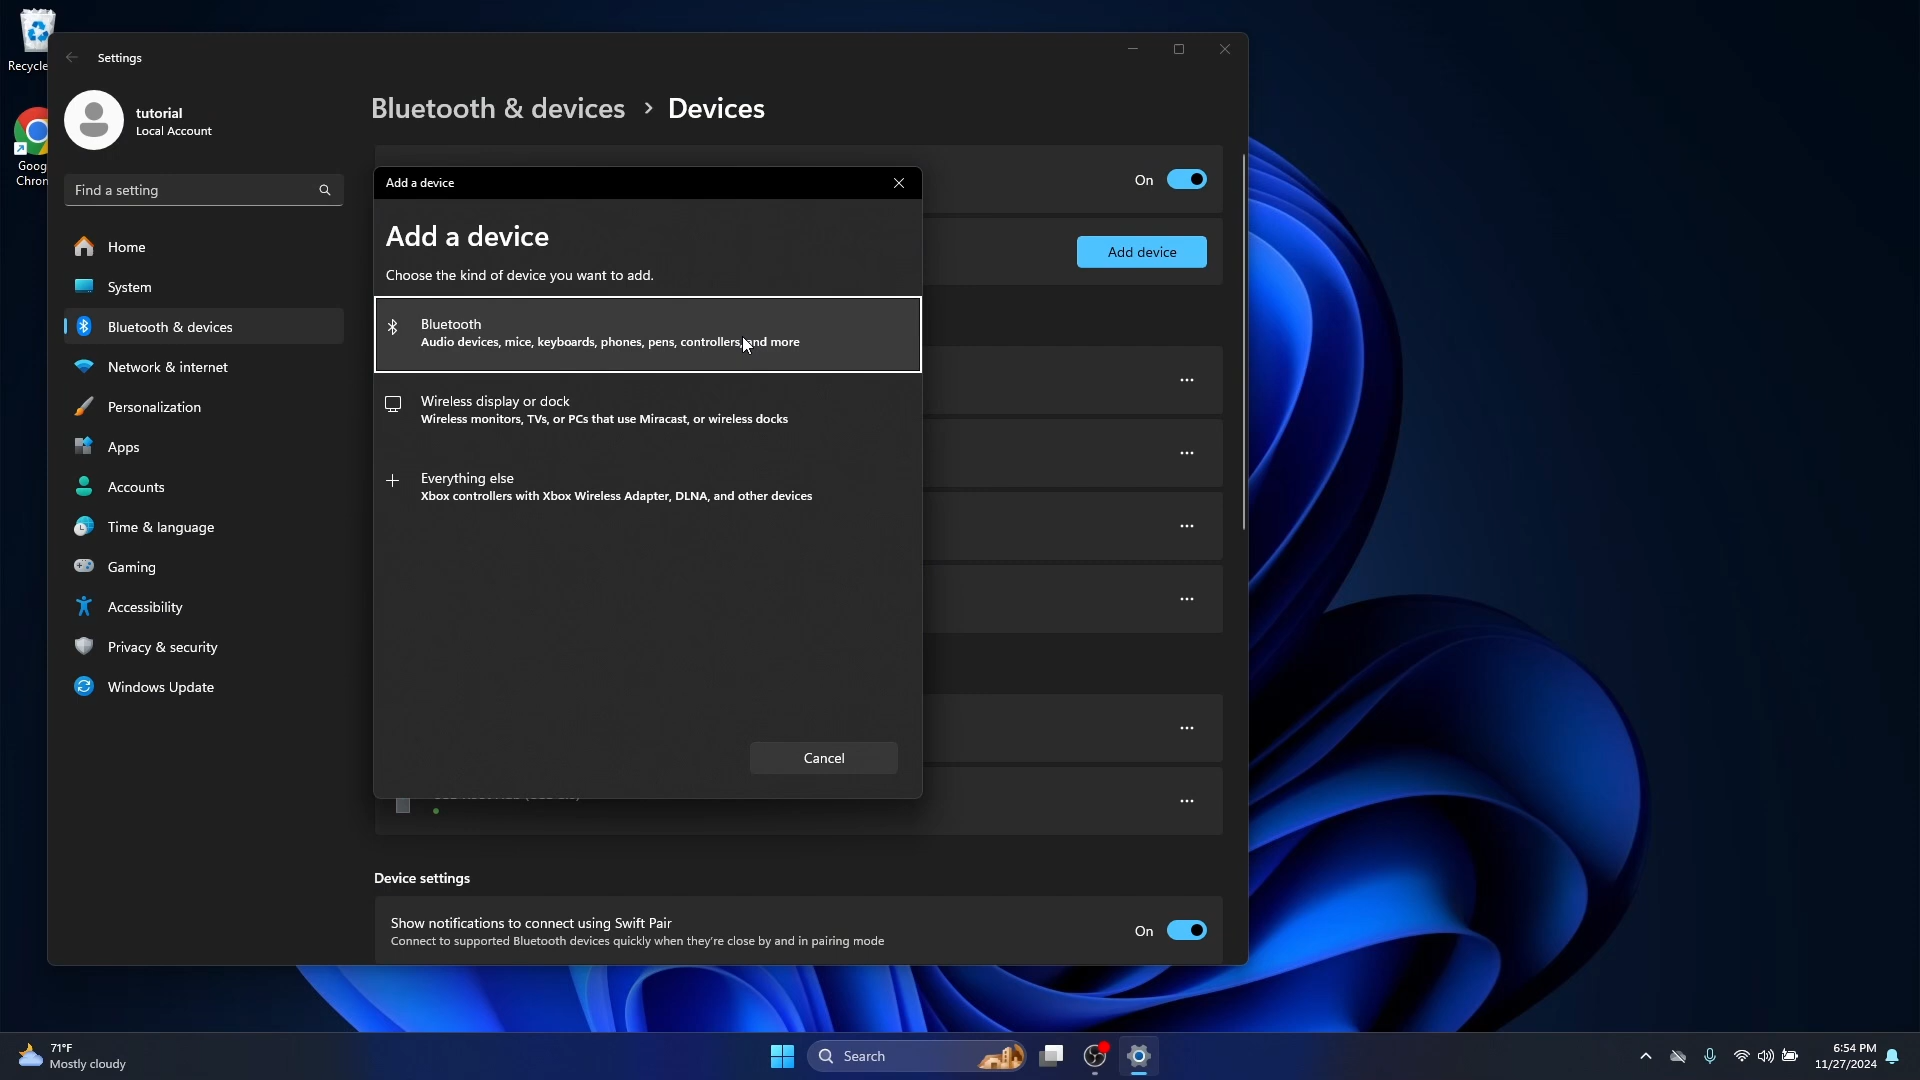 Recycle
Goog
Chron
Settings
tutorial
Local Account
Find a setting
Home
System
Bluetooth & devices
Network & internet
Personalization
Apps
Accounts
Time & language
Gaming
Accessibility
Privacy & security
Windows Update
Bluetooth & devices › Devices
On
Add device
Add a device
Add a device
Choose the kind of device you want to add.
Bluetooth
Audio devices, mice, keyboards, phones, pens, controllers, and more
Wireless display or dock
Wireless monitors, TVs, or PCs that use Miracast, or wireless docks
Everything else
Xbox controllers with Xbox Wireless Adapter, DLNA, and other devices
Cancel
Device settings
Show notifications to connect using Swift Pair
Connect to supported Bluetooth devices quickly when they're close by and in pairing mode
On
71°F
Mostly cloudy
Search
6:54 PM
11/27/2024